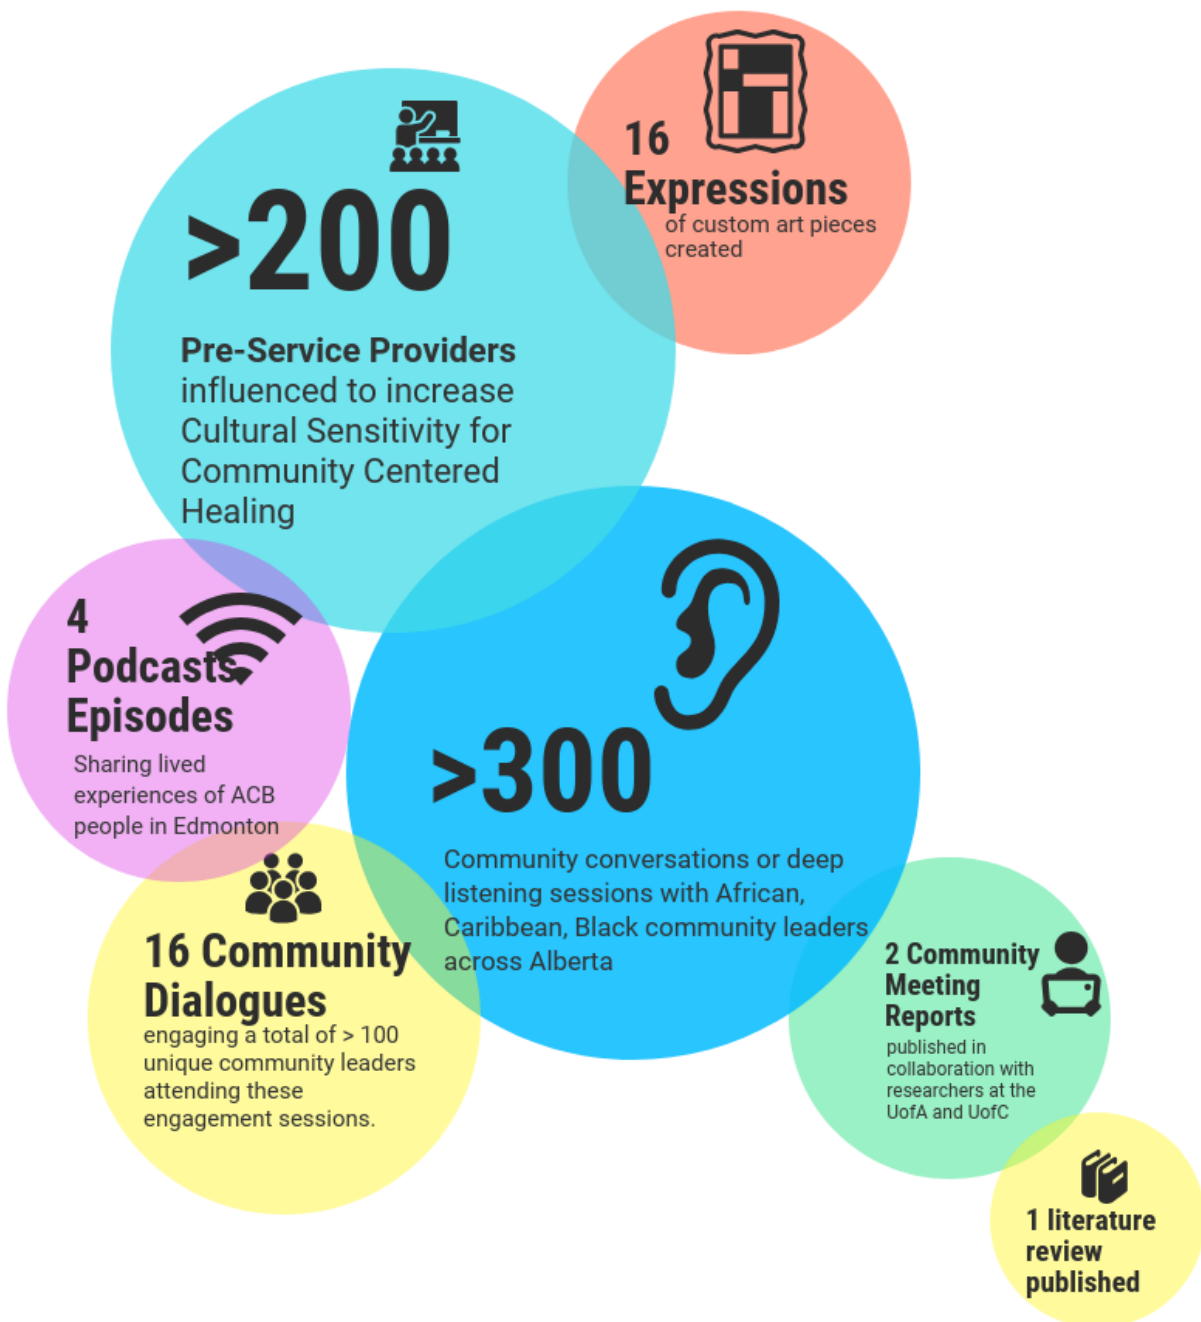 16
Expressions
of custom art pieces
created
>200
Pre-Service Providers
influenced to increase
Cultural Sensitivity for
Community Centered
Healing
4
Podcasts
Episodes
Sharing lived
experiences of ACB
people in Edmonton
>300
Community conversations or deep
listening sessions with African,
Caribbean, Black community leaders
across Alberta
16 Community
Dialogues
engaging a total of > 100
unique community leaders
attending these
engagement sessions.
2 Community
Meeting
Reports
published in
collaboration with
researchers at the
UofA and UofC
1 literature
review
published